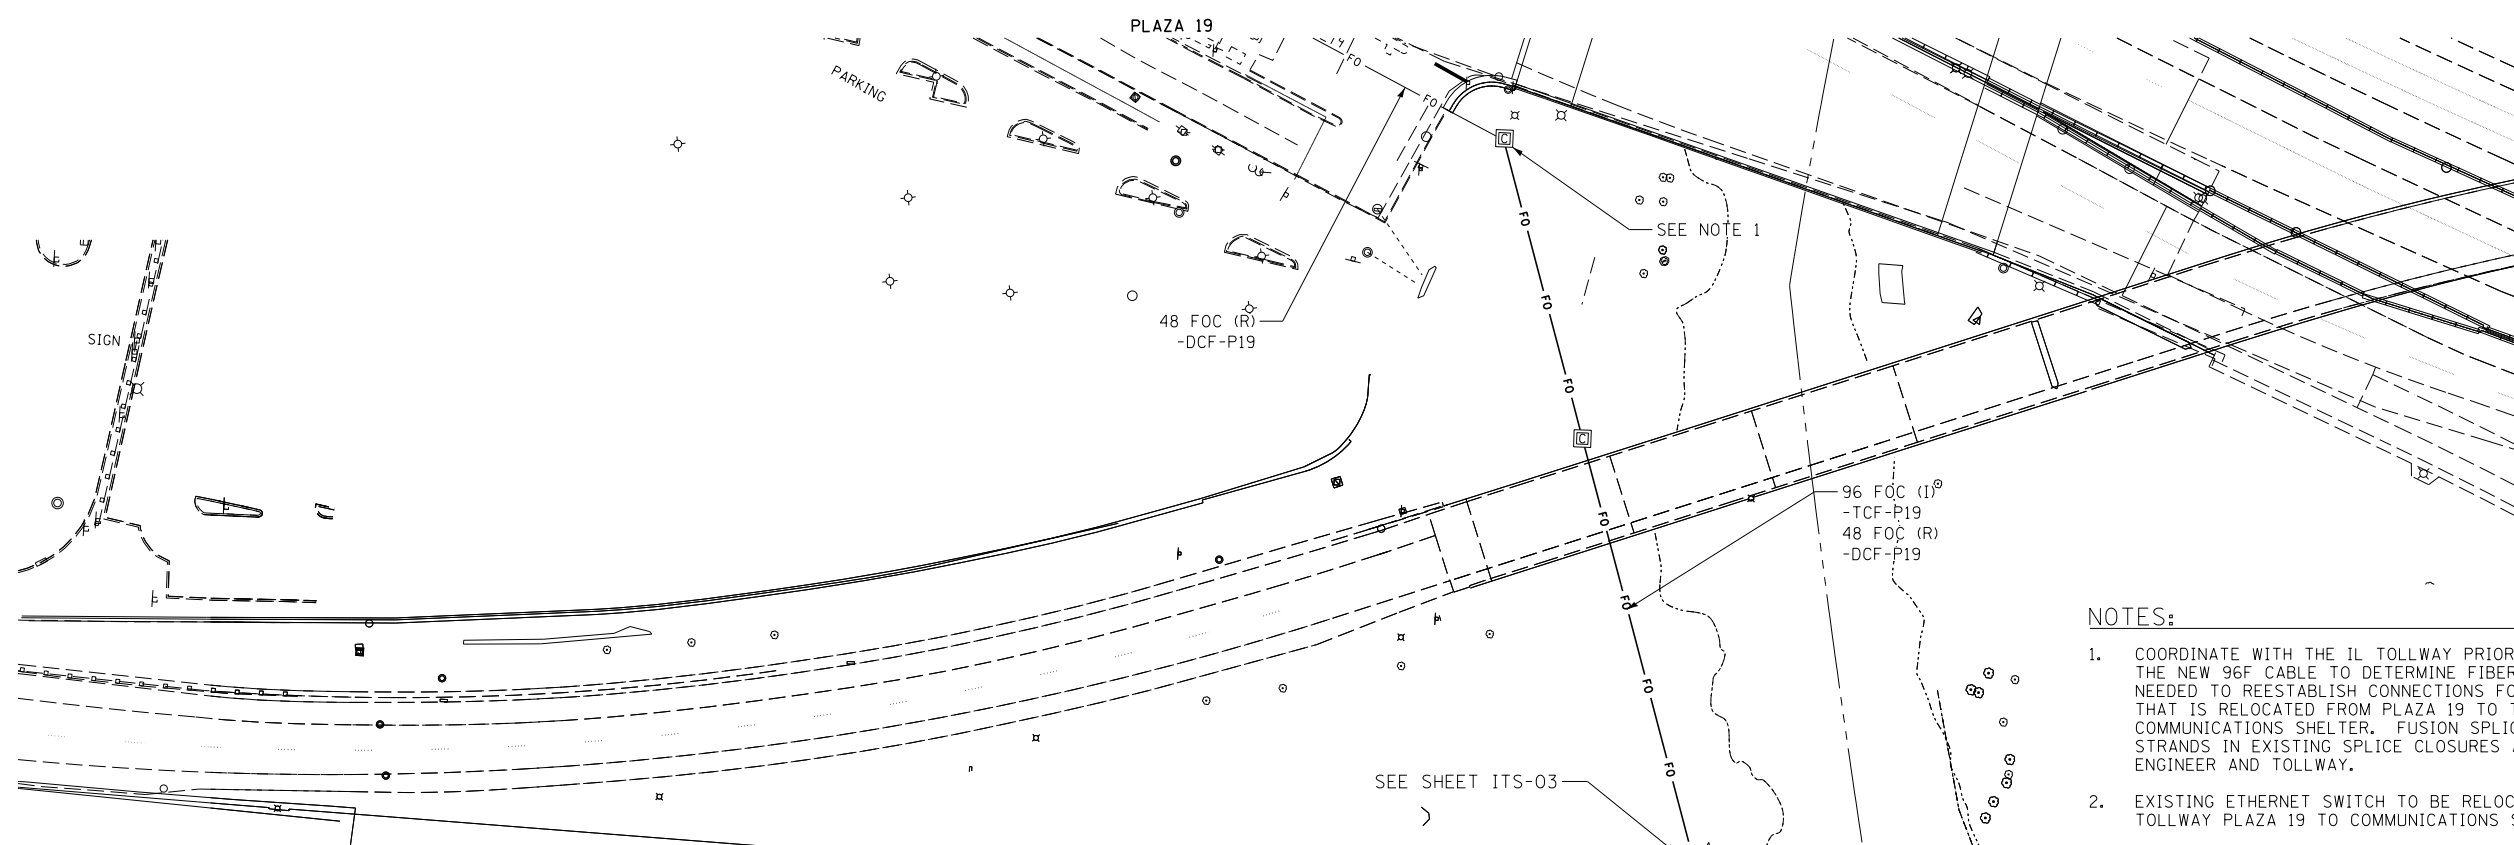 PLAZA 19
PARKING
FO
FO
C
FO
SEE NOTE 1
FO
48 FOC (R)
-DCF-P19
SIGN
FO
C
96 FOC (I)
-TCF-P19
48 FOC (R)
-DCF-P19
FO
FO
FO
FO
SEE SHEET ITS-03
NOTES:
1. COORDINATE WITH THE IL TOLLWAY PRIOR
THE NEW 96F CABLE TO DETERMINE FIBER
NEEDED TO REESTABLISH CONNECTIONS FO
THAT IS RELOCATED FROM PLAZA 19 TO T
COMMUNICATIONS SHELTER. FUSION SPLIC
STRANDS IN EXISTING SPLICE CLOSURES
ENGINEER AND TOLLWAY.
2. EXISTING ETHERNET SWITCH TO BE RELOC
TOLLWAY PLAZA 19 TO COMMUNICATIONS